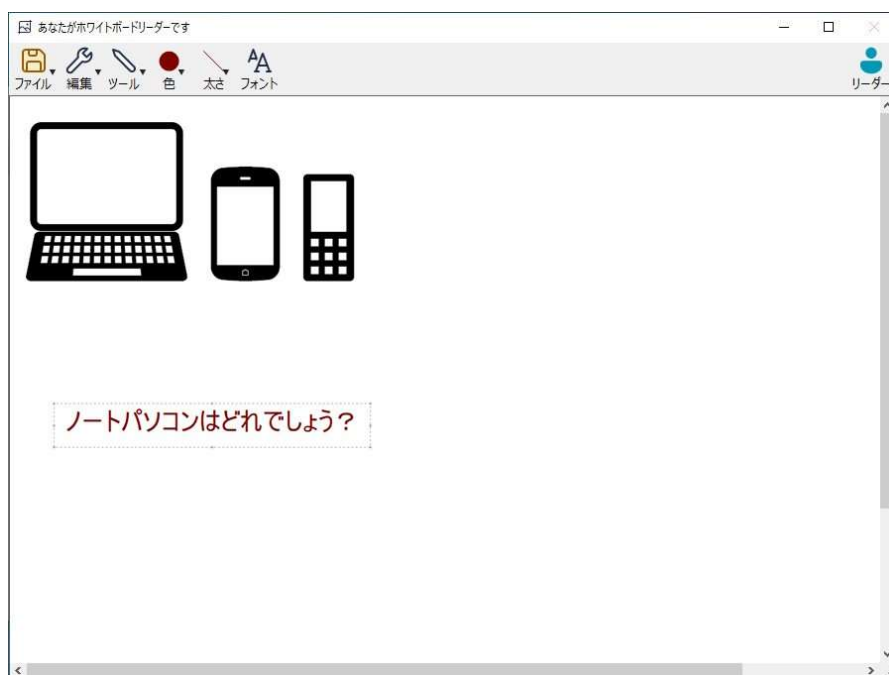 あなたがホワイトボードリーダーです
ファイル 編集 ツール 色 太さ フォント リーダー
ノートパソコンはどれでしょう？